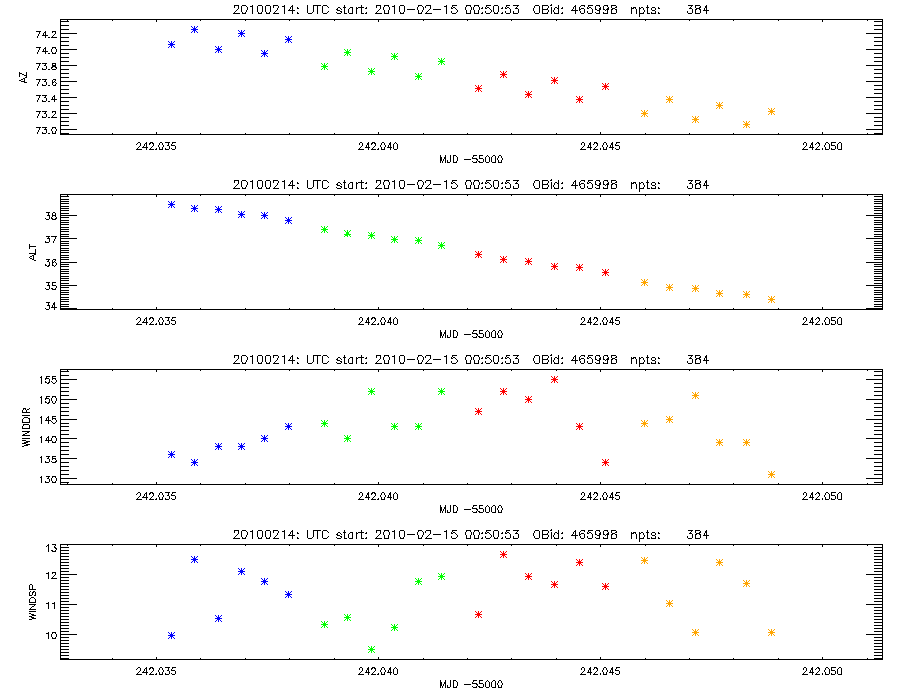 20100214: UTC start: 2010-02-15 00:50:53 OBid: 465998 npts: 384
AZ
74.2
74.0
73.8
73.6
73.4
73.2
73.0
242.035 242.040 242.045 242.050
MJD -55000
20100214: UTC start: 2010-02-15 00:50:53 OBid: 465998 npts: 384
ALT
38
37
36
35
34
242.035 242.040 242.045 242.050
MJD -55000
20100214: UTC start: 2010-02-15 00:50:53 OBid: 465998 npts: 384
WINDDIR
155
150
145
140
135
130
242.035 242.040 242.045 242.050
MJD -55000
20100214: UTC start: 2010-02-15 00:50:53 OBid: 465998 npts: 384
WINDSP
13
12
11
10
242.035 242.040 242.045 242.050
MJD -55000